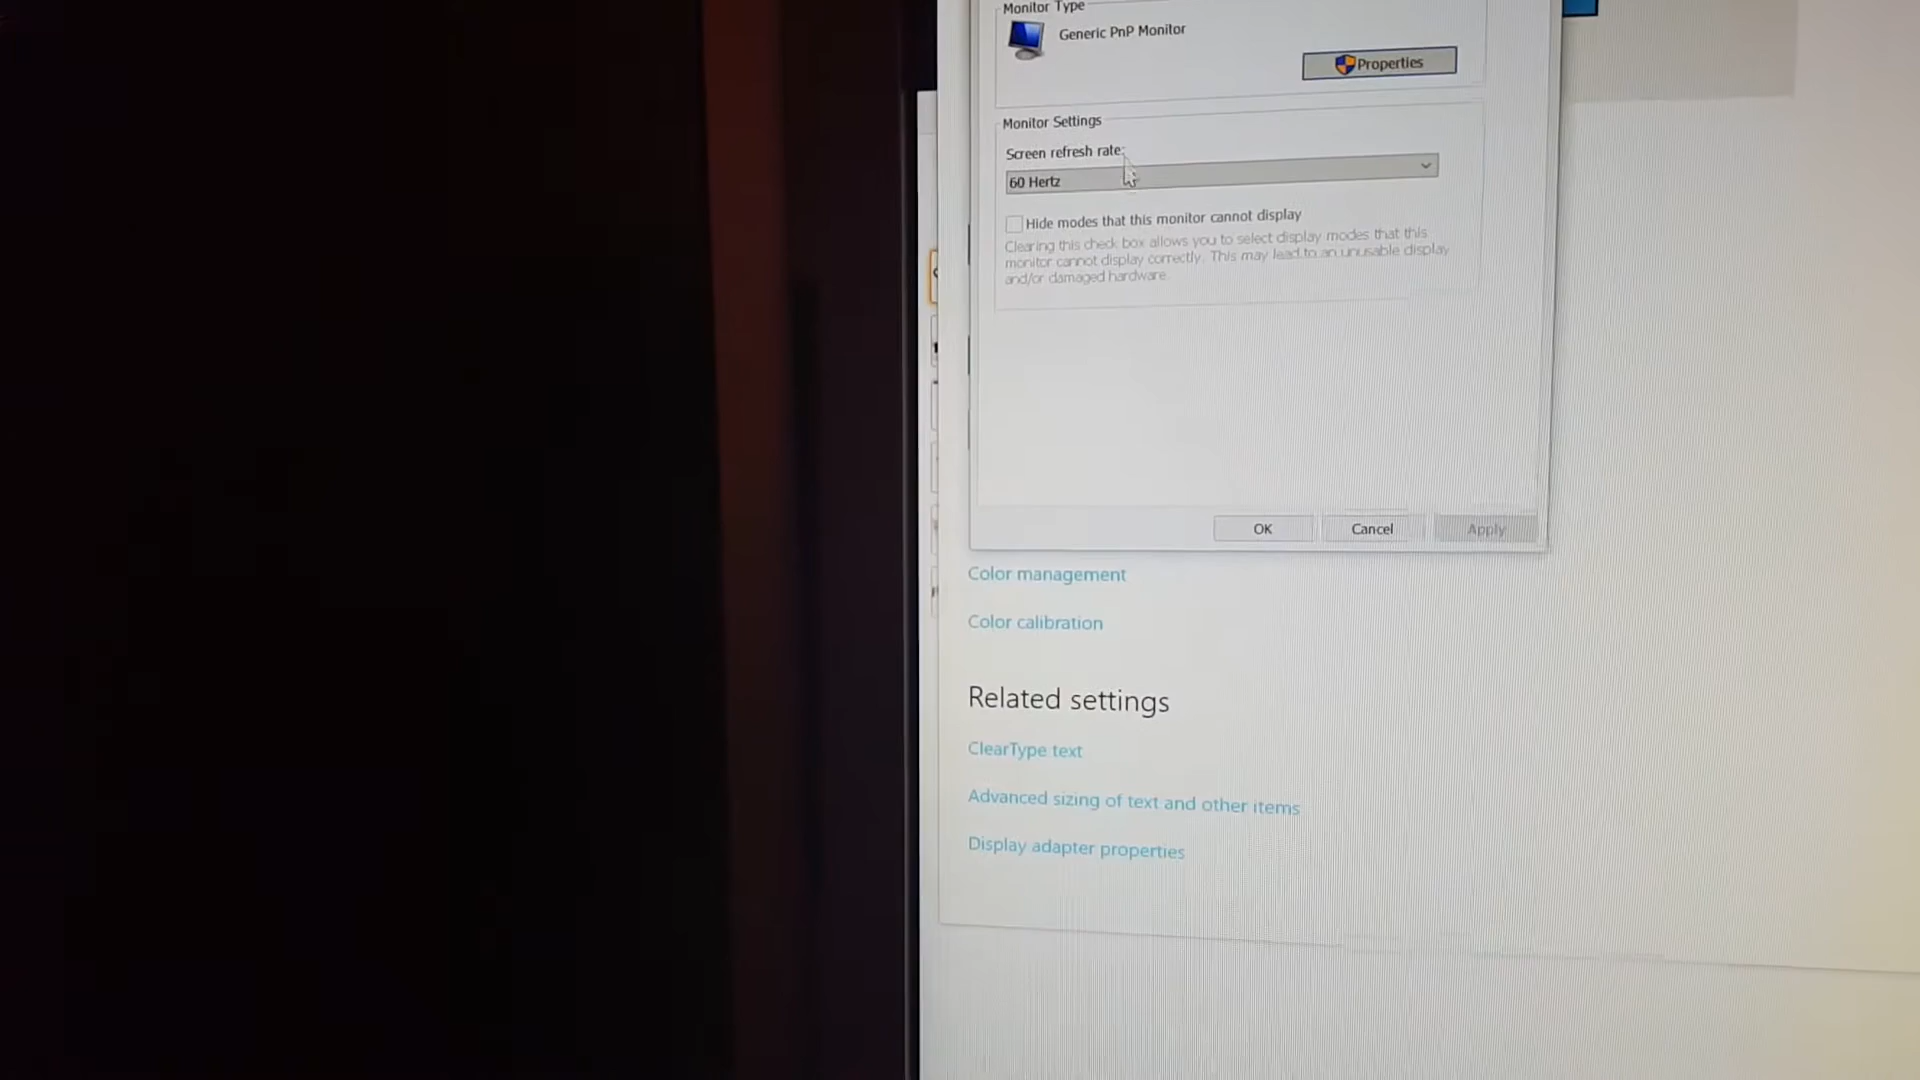 Monitor Type
Generic PnP Monitor
Properties
Monitor Settings
Screen refresh rate:
60 Hertz
Hide modes that this monitor cannot display
Clearing this check box allows you to select display modes that this
monitor cannot display correctly. This may lead to an unusable display
and/or damaged hardware.
OK
Cancel
Apply
Color management
Color calibration
Related settings
ClearType text
Advanced sizing of text and other items
Display adapter properties